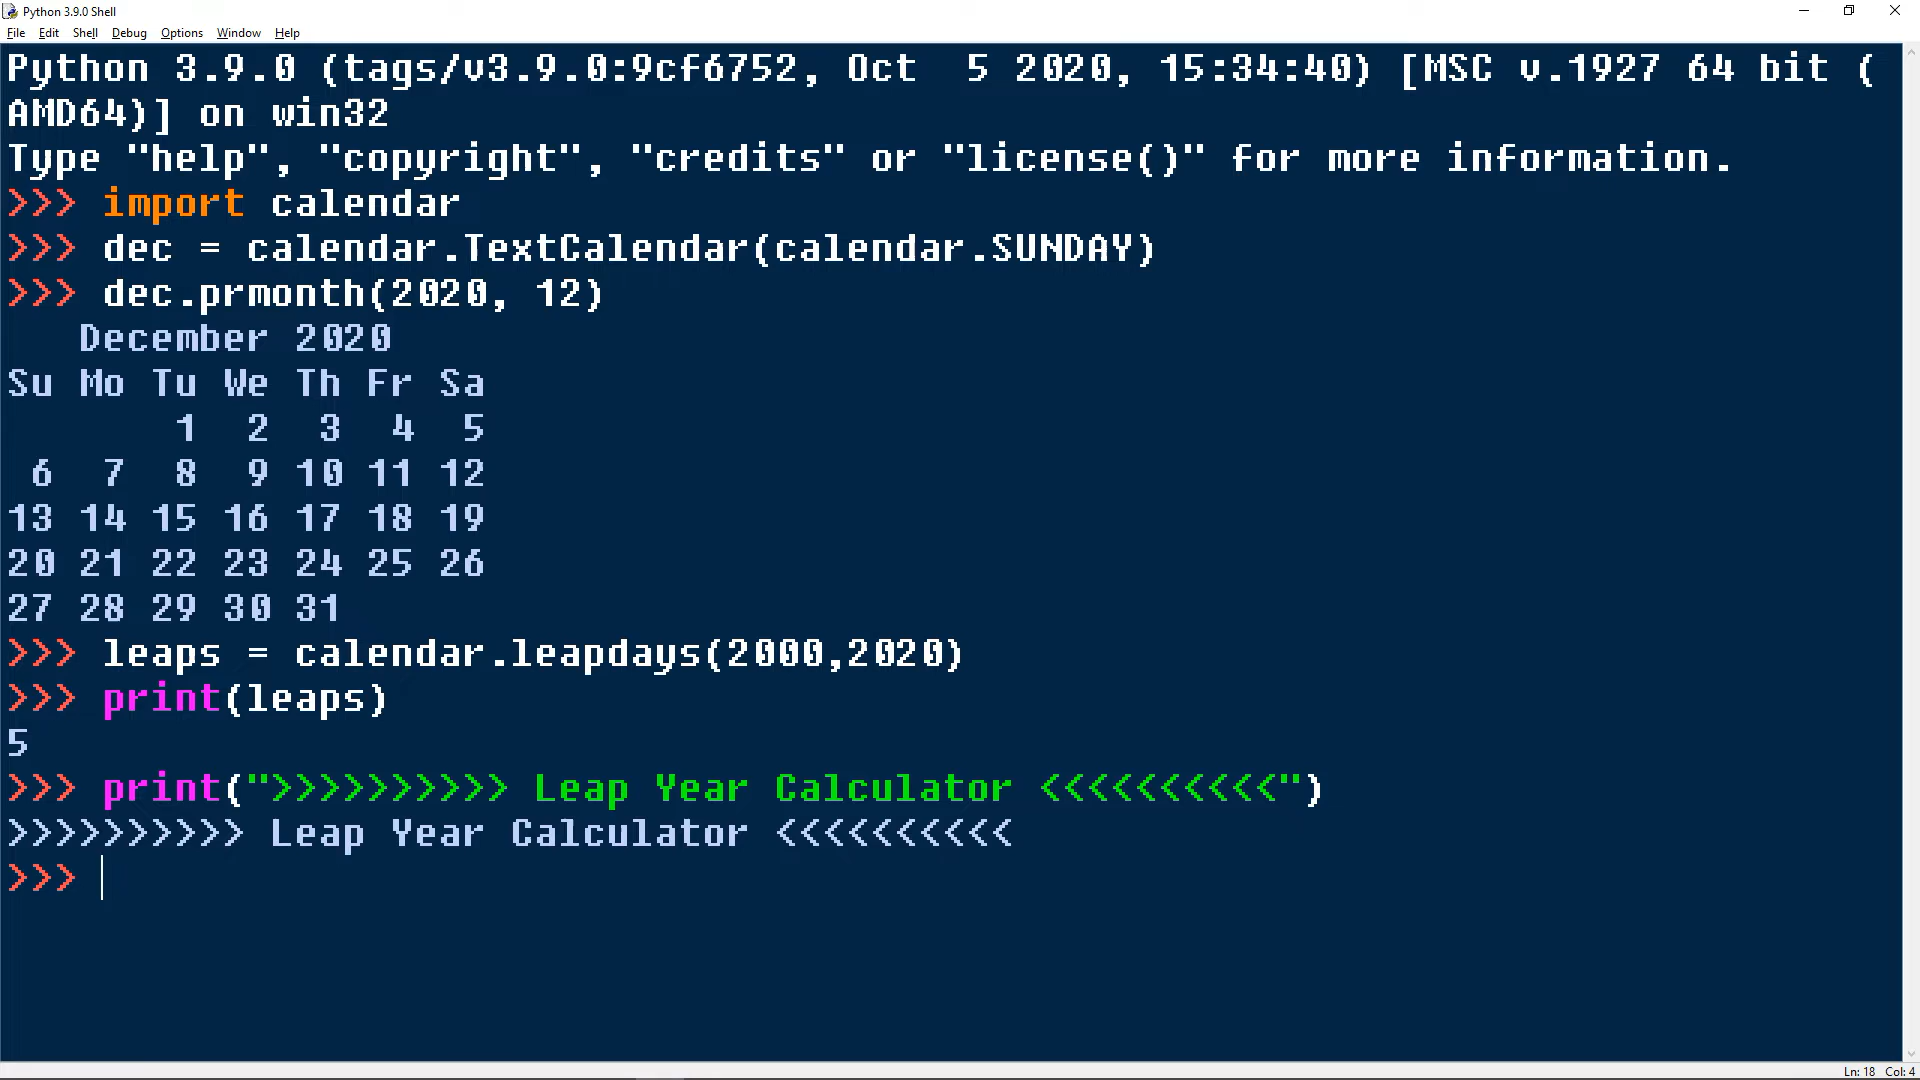 Python 3.9.0 Shell
File Edit Shell Debug Options Window Help
Python 3.9.0 (tags/v3.9.0:9cf6752, Oct  5 2020, 15:34:40) [MSC v.1927 64 bit (
AMD64)] on win32
Type "help", "copyright", "credits" or "license()" for more information.
>>> import calendar
>>> dec = calendar.TextCalendar(calendar.SUNDAY)
>>> dec.prmonth(2020, 12)
   December 2020
Su Mo Tu We Th Fr Sa
       1  2  3  4  5
 6  7  8  9 10 11 12
13 14 15 16 17 18 19
20 21 22 23 24 25 26
27 28 29 30 31
>>> leaps = calendar.leapdays(2000,2020)
>>> print(leaps)
5
>>> print(">>>>>>>>>> Leap Year Calculator <<<<<<<<<<")
>>>>>>>>>> Leap Year Calculator <<<<<<<<<<
>>>
Ln: 18 Col: 4